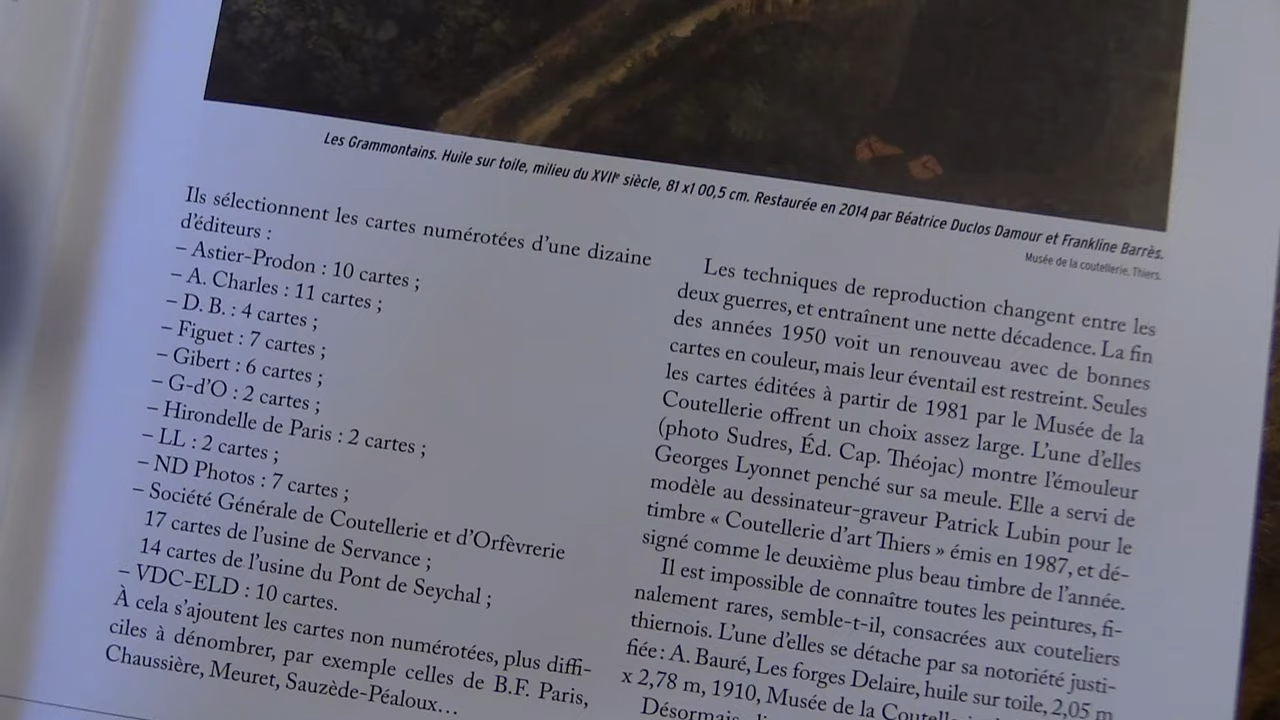 Les Grammontains. Huile sur toile, milieu du XVIIe siècle, 81 x1 00,5 cm. Restaurée en 2014 par Béatrice Duclos Damour et Frankline Barrès.
Musée de la coutellerie, Thiers.
Ils sélectionnent les cartes numérotées d'une dizaine
d'éditeurs :
– Astier-Prodon : 10 cartes ;
– A. Charles : 11 cartes ;
– D. B. : 4 cartes ;
– Figuet : 7 cartes ;
– Gibert : 6 cartes ;
– G-d'O : 2 cartes ;
– Hirondelle de Paris : 2 cartes ;
– LL : 2 cartes ;
– ND Photos : 7 cartes ;
– Société Générale de Coutellerie et d'Orfèvrerie
17 cartes de l'usine de Servance ;
14 cartes de l'usine du Pont de Seychal ;
– VDC-ELD : 10 cartes.
À cela s'ajoutent les cartes non numérotées, plus diffi-
ciles à dénombrer, par exemple celles de B.F. Paris,
Chaussière, Meuret, Sauzède-Péaloux…
Les techniques de reproduction changent entre les
deux guerres, et entraînent une nette décadence. La fin
des années 1950 voit un renouveau avec de bonnes
cartes en couleur, mais leur éventail est restreint. Seules
les cartes éditées à partir de 1981 par le Musée de la
Coutellerie offrent un choix assez large. L'une d'elles
(photo Sudres, Éd. Cap. Théojac) montre l'émouleur
Georges Lyonnet penché sur sa meule. Elle a servi de
modèle au dessinateur-graveur Patrick Lubin pour le
timbre « Coutellerie d'art Thiers » émis en 1987, et dé-
signé comme le deuxième plus beau timbre de l'année.
Il est impossible de connaître toutes les peintures, fi-
nalement rares, semble-t-il, consacrées aux couteliers
thiernois. L'une d'elles se détache par sa notoriété justi-
fiée : A. Bauré, Les forges Delaire, huile sur toile, 2,05 m
x 2,78 m, 1910, Musée de la
Désormais